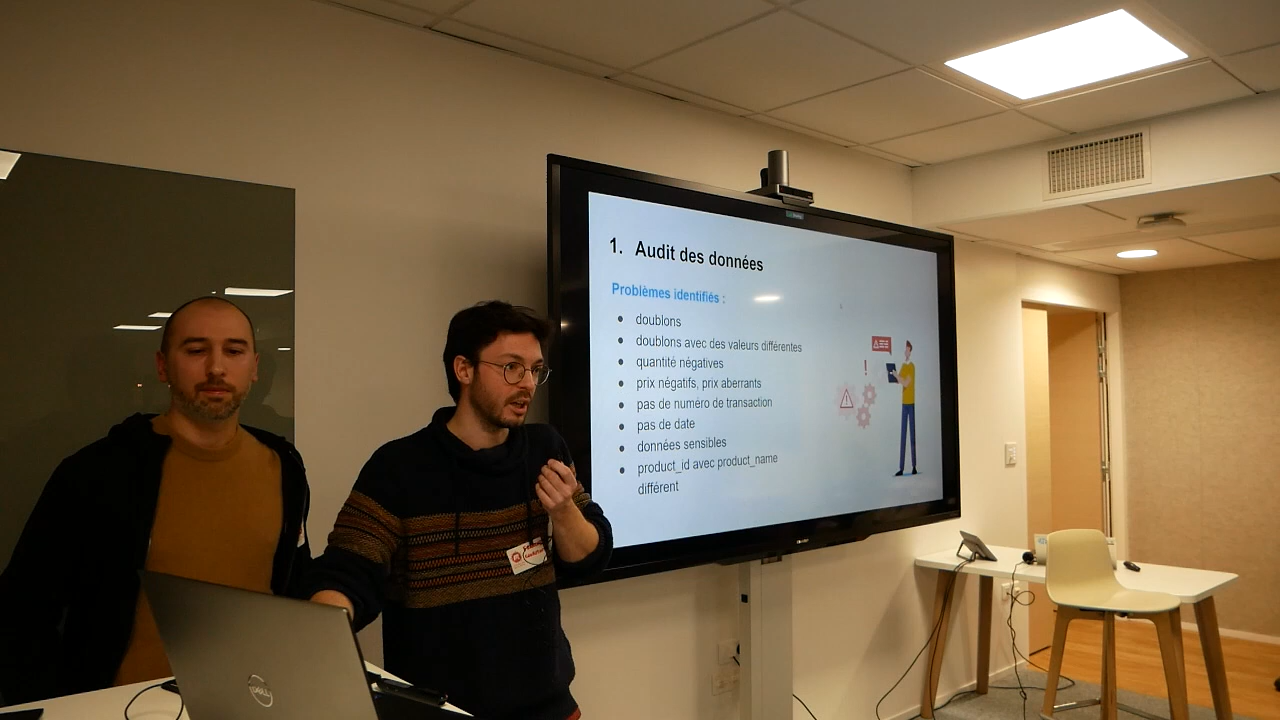 1. Audit des données
Problèmes identifiés :
doublons
doublons avec des valeurs différentes
quantité négatives
prix négatifs, prix aberrants
pas de numéro de transaction
pas de date
données sensibles
product_id avec product_name
différent
DELL